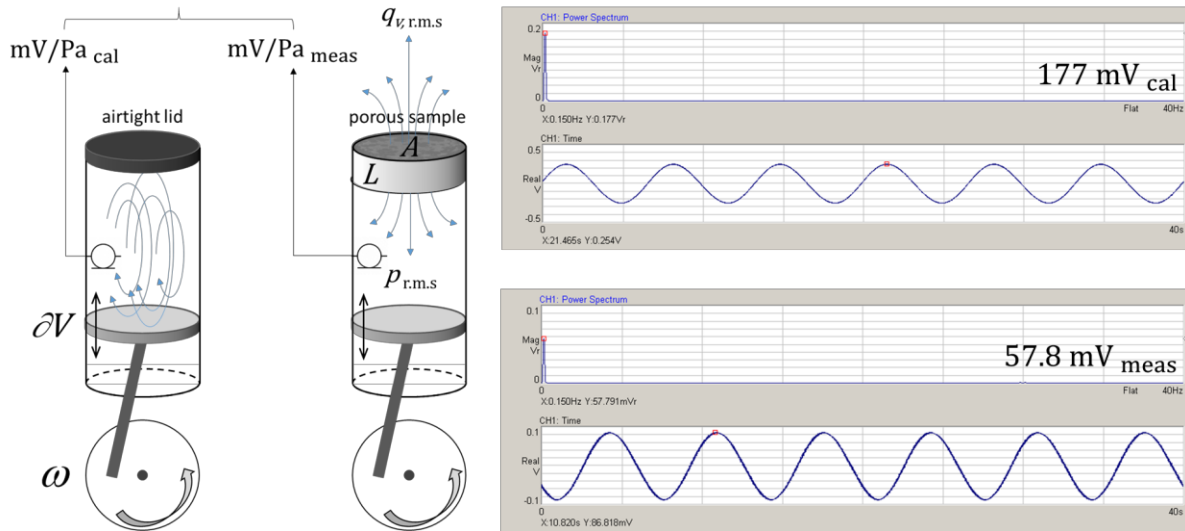 mV/Pa cal
mV/Pa meas
q v, r.m.s
airtight lid
porous sample
A
L
p r.m.s
∂V
ω
CH1: Power Spectrum
0.2
Mag
Vr
0
0
177 mV cal
Flat 40Hz
X:0.150Hz Y:0.177Vr
CH1: Time
0.5
Real
V
-0.5
0
40s
X:21.465s Y:0.254V
CH1: Power Spectrum
0.1
Mag
Vr
0
0
57.8 mV meas
Flat 40Hz
X:0.150Hz Y:57.791mVr
CH1: Time
0.1
Real
V
-0.1
0
40s
X:10.820s Y:86.818mV